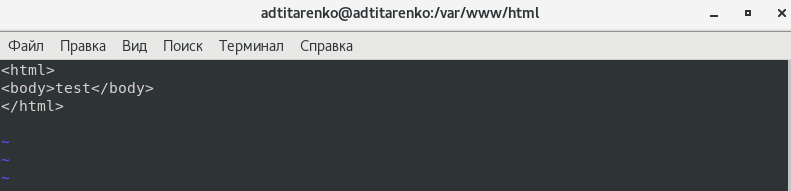 adtitarenko@adtitarenko:/var/www/html
Файл Правка Вид Поиск Терминал Справка
<html>
<body>test</body>
</html>
~
~
~